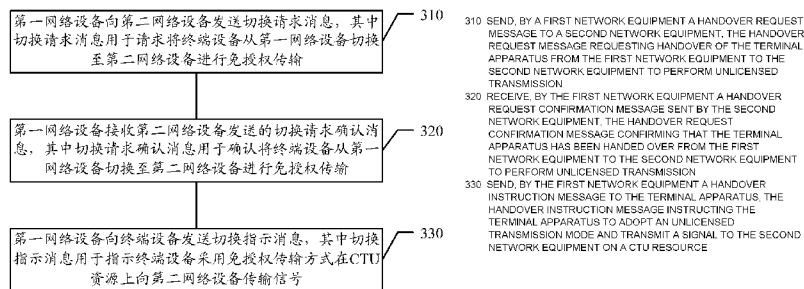 第一网络设备向第二网络设备发送切换请求消息，其中
切换请求消息用于请求将终端设备从第一网络设备切换
至第二网络设备进行免授权传输
310
第一网络设备接收第二网络设备发送的切换请求确认消
息，其中切换请求确认消息用于确认将终端设备从第一
网络设备切换至第二网络设备进行免授权传输
320
第一网络设备向终端设备发送切换指示消息，其中切换
指示消息用于指示终端设备采用免授权传输方式在CTU
资源上向第二网络设备传输信号
330
310 SEND, BY A FIRST NETWORK EQUIPMENT A HANDOVER REQUEST
MESSAGE TO A SECOND NETWORK EQUIPMENT, THE HANDOVER
REQUEST MESSAGE REQUESTING HANDOVER OF THE TERMINAL
APPARATUS FROM THE FIRST NETWORK EQUIPMENT TO THE
SECOND NETWORK EQUIPMENT TO PERFORM UNLICENSED
TRANSMISSION
320 RECEIVE, BY THE FIRST NETWORK EQUIPMENT A HANDOVER
REQUEST CONFIRMATION MESSAGE SENT BY THE SECOND
NETWORK EQUIPMENT, THE HANDOVER REQUEST
CONFIRMATION MESSAGE CONFIRMING THAT THE TERMINAL
APPARATUS HAS BEEN HANDED OVER FROM THE FIRST
NETWORK EQUIPMENT TO THE SECOND NETWORK EQUIPMENT
TO PERFORM UNLICENSED TRANSMISSION
330 SEND, BY THE FIRST NETWORK EQUIPMENT A HANDOVER
INSTRUCTION MESSAGE TO THE TERMINAL APPARATUS, THE
HANDOVER INSTRUCTION MESSAGE INSTRUCTING THE
TERMINAL APPARATUS TO ADOPT AN UNLICENSED
TRANSMISSION MODE AND TRANSMIT A SIGNAL TO THE SECOND
NETWORK EQUIPMENT ON A CTU RESOURCE